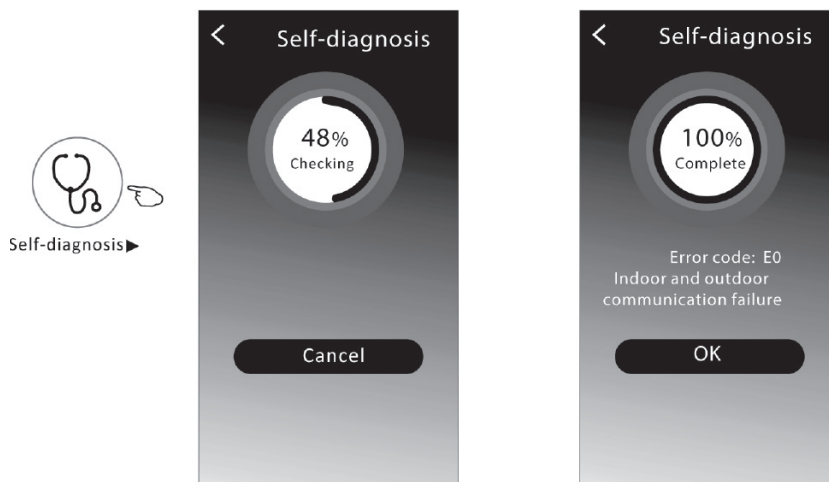 Self-diagnosis▶
Self-diagnosis
48%
Checking
Cancel
Self-diagnosis
100%
Complete
Error code: E0
Indoor and outdoor
communication failure
OK